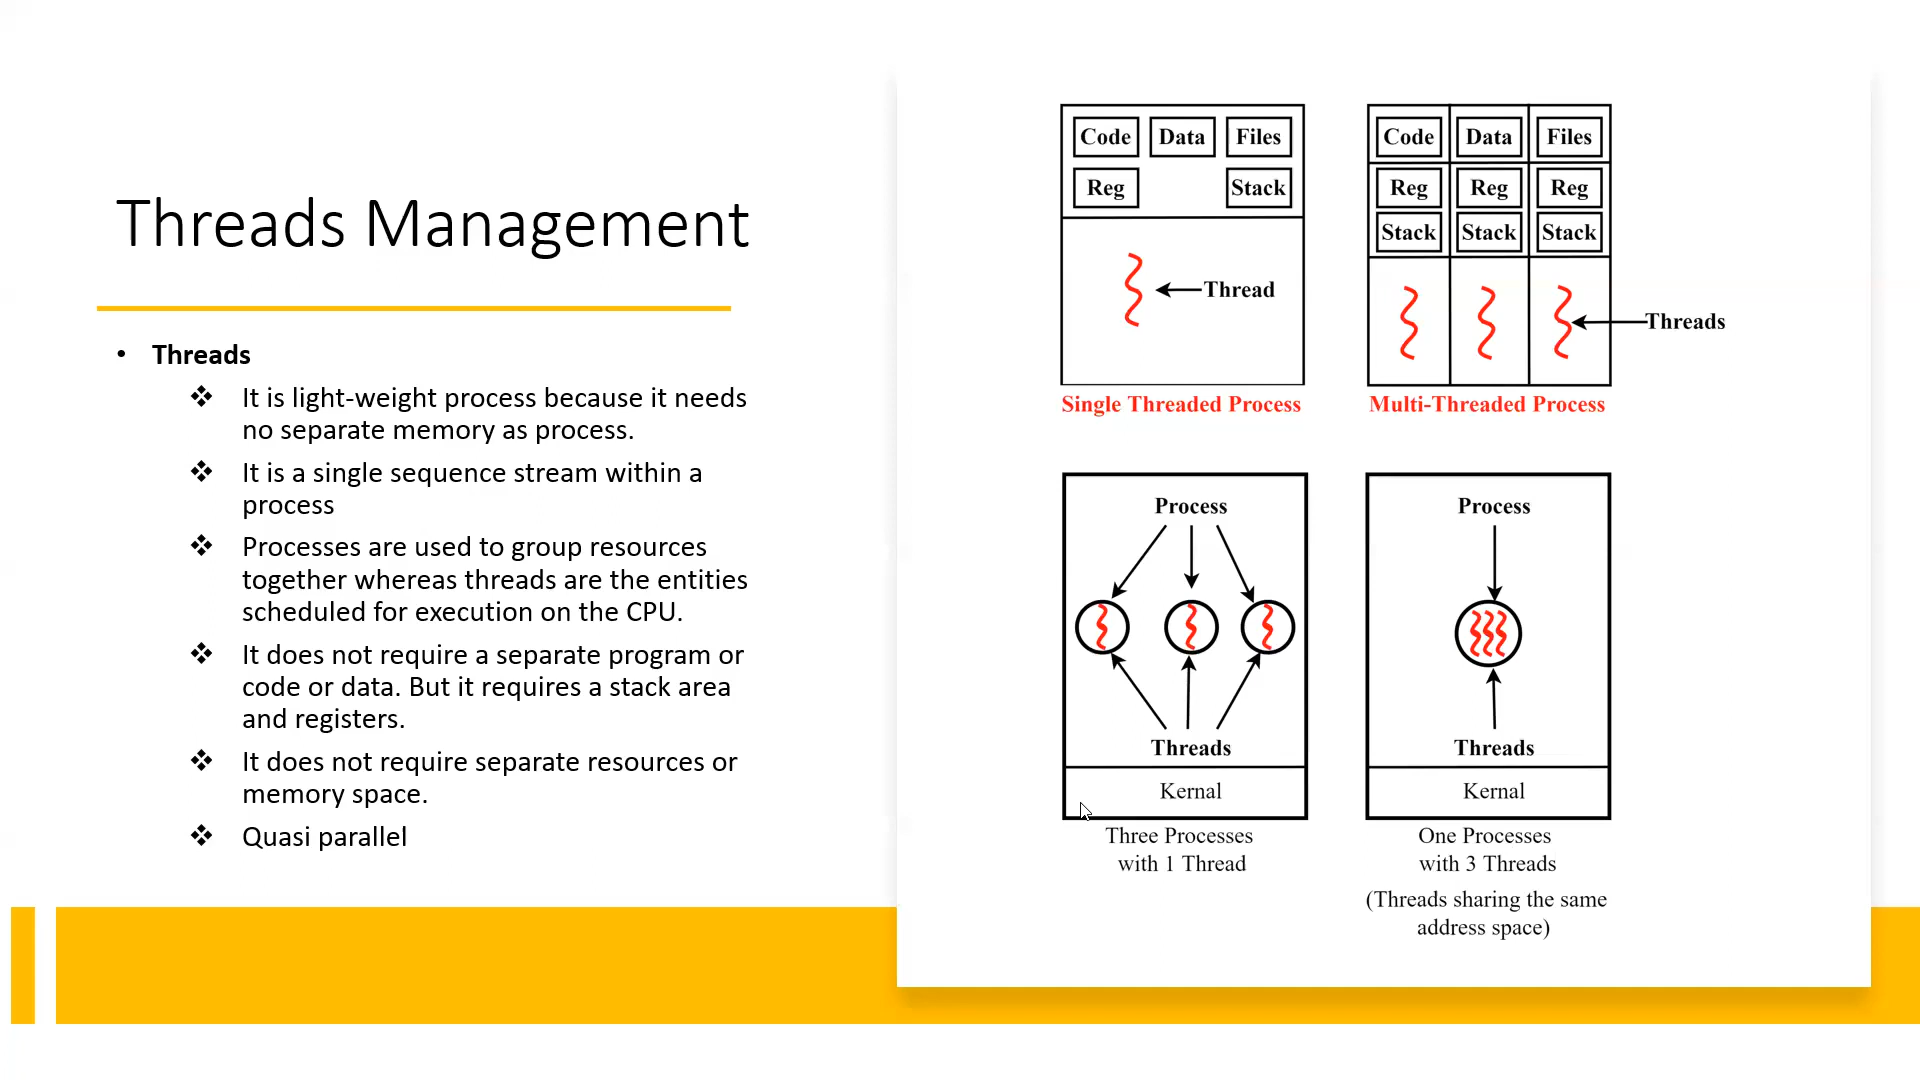 Threads Management
• Threads
❖ It is light-weight process because it needs
no separate memory as process.
❖ It is a single sequence stream within a
process
❖ Processes are used to group resources
together whereas threads are the entities
scheduled for execution on the CPU.
❖ It does not require a separate program or
code or data. But it requires a stack area
and registers.
❖ It does not require separate resources or
memory space.
❖ Quasi parallel
Code Data Files
Reg Stack
Thread
Single Threaded Process
Code Data Files
Reg Reg Reg
Stack Stack Stack
Threads
Multi-Threaded Process
Process
Threads
Kernal
Three Processes
with 1 Thread
Process
Threads
Kernal
One Processes
with 3 Threads
(Threads sharing the same
address space)